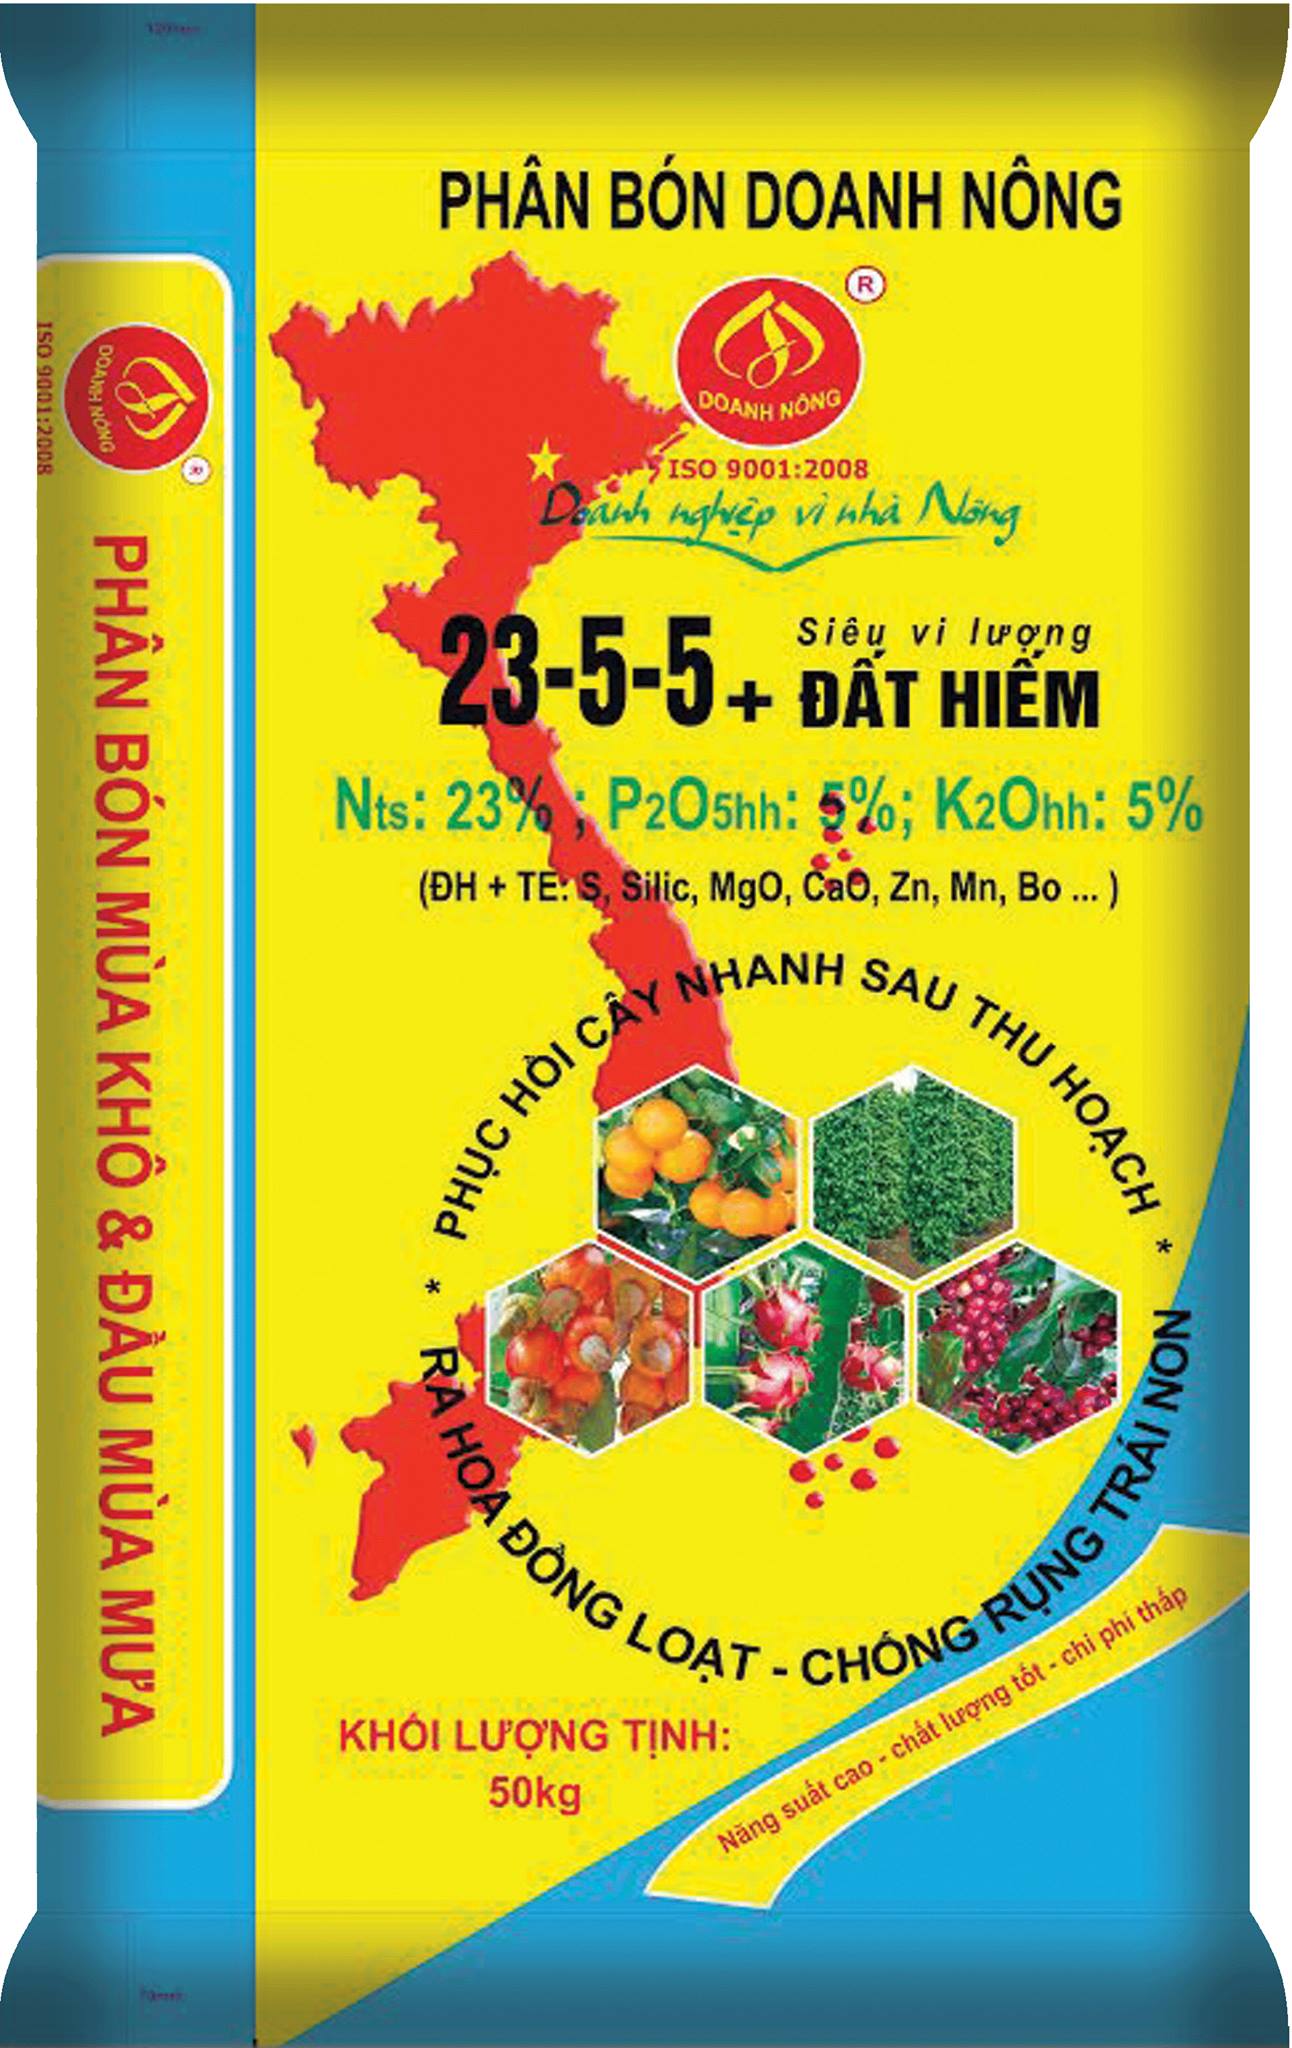 PHÂN BÓN DOANH NÔNG
R
DOANH NÔNG
ISO 9001:2008
Doanh nghiệp vì nhà Nông
23-5-5 + Siêu vi lượng
ĐẤT HIẾM
Nts: 23% ; P2O5hh: 5%; K2Ohh: 5%
(ĐH + TE: S, Silic, MgO, CaO, Zn, Mn, Bo ... )
* PHỤC HỒI CÂY NHANH SAU THU HOẠCH *
RA HOA ĐỒNG LOẠT - CHỐNG RỤNG TRÁI NON
KHỐI LƯỢNG TỊNH:
50kg
Năng suất cao - chất lượng tốt - chi phí thấp
ISO 9001:2008
DOANH NÔNG
R
PHÂN BÓN MÙA KHÔ & ĐẦU MÙA MƯA